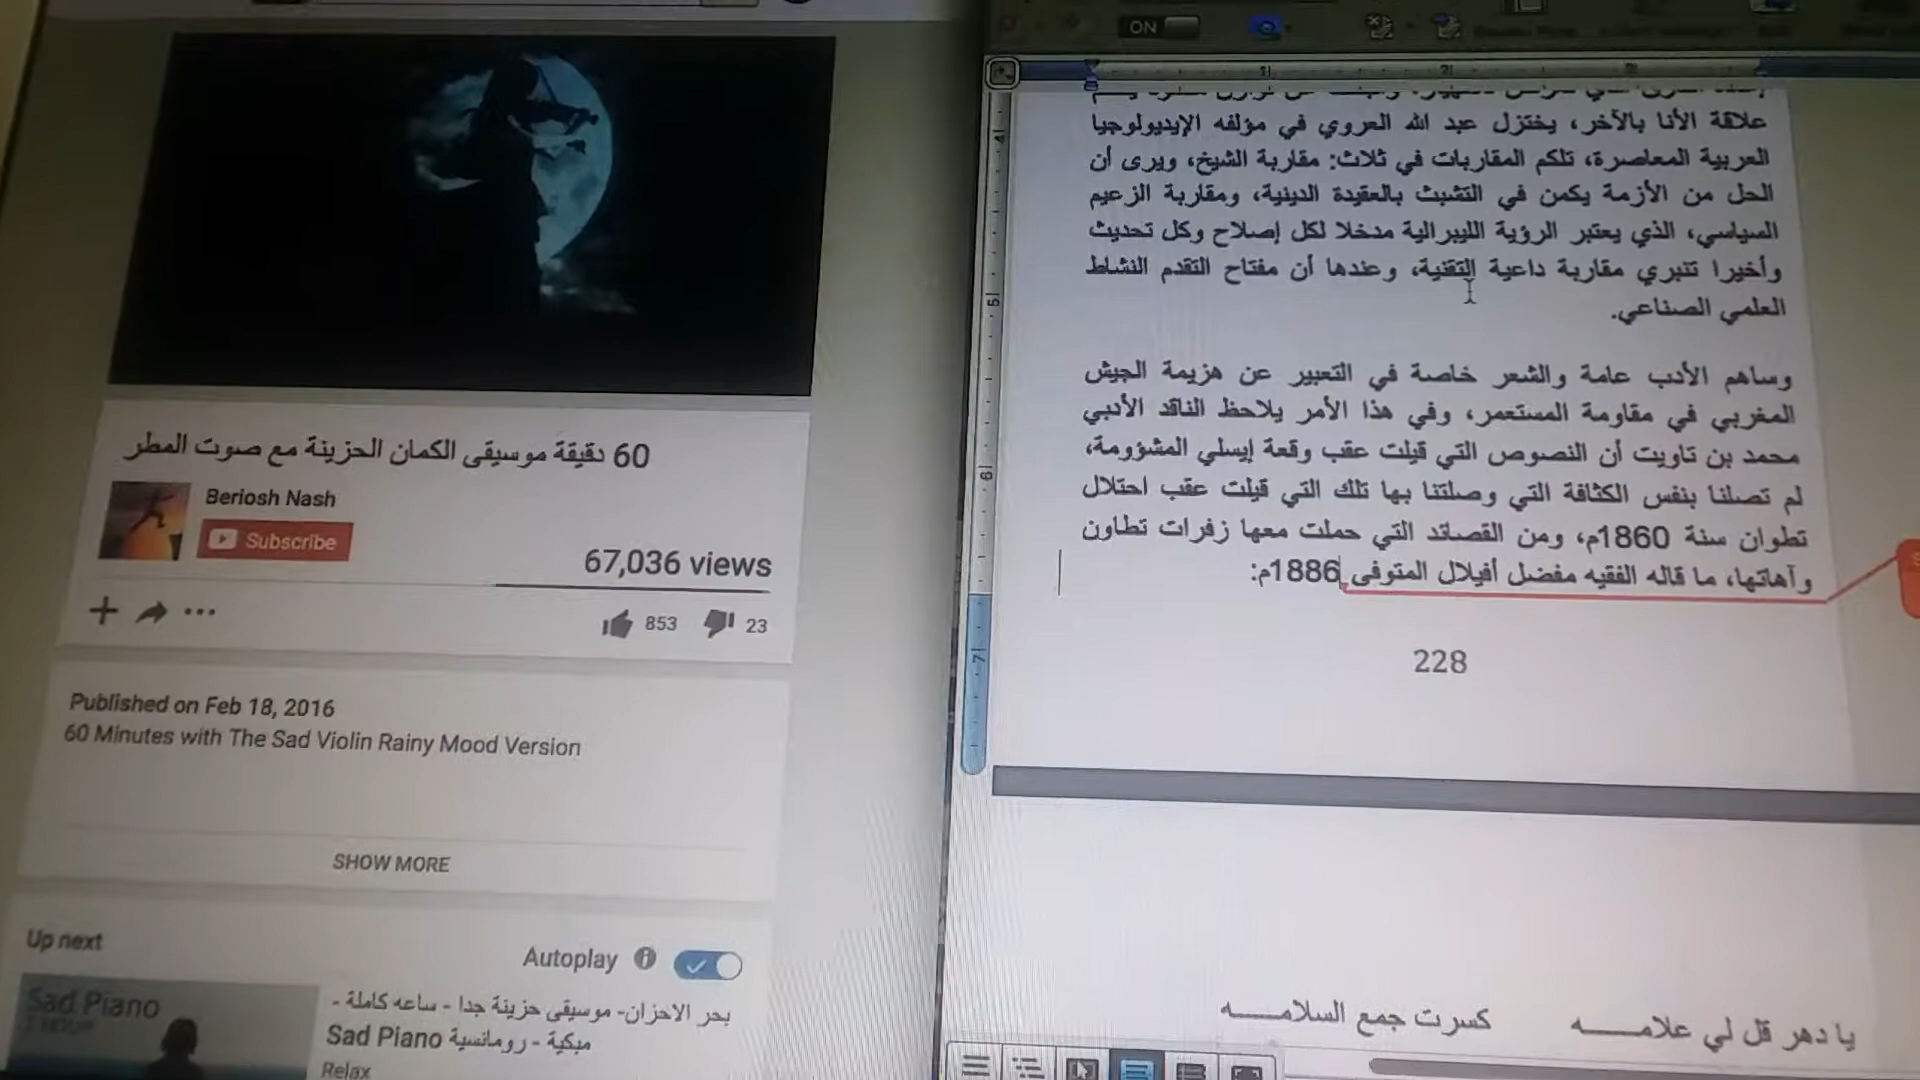 60 دقيقة موسيقى الكمان الحزينة مع صوت المطر
Beriosh Nash
Subscribe
67,036 views
853
23
Published on Feb 18, 2016
60 Minutes with The Sad Violin Rainy Mood Version
SHOW MORE
Up next
Autoplay
Sad Piano
بحر الاحزان- موسيقى حزينة جدا - ساعه كاملة -
مبكية - رومانسية Sad Piano
Relax
ON
علاقة الأنا بالآخر، يختزل عبد الله العروي في مؤلفه الإيديولوجيا
العربية المعاصرة، تلكم المقاربات في ثلاث: مقاربة الشيخ، ويرى أن
الحل من الأزمة يكمن في التشبث بالعقيدة الدينية، ومقاربة الزعيم
السياسي، الذي يعتبر الرؤية الليبرالية مدخلا لكل إصلاح وكل تحديث
وأخيرا تنبري مقاربة داعية التقنية، وعندها أن مفتاح التقدم النشاط
العلمي الصناعي.
وساهم الأدب عامة والشعر خاصة في التعبير عن هزيمة الجيش
المغربي في مقاومة المستعمر، وفي هذا الأمر يلاحظ الناقد الأدبي
محمد بن تاويت أن النصوص التي قيلت عقب وقعة إيسلي المشؤومة،
لم تصلنا بنفس الكثافة التي وصلتنا بها تلك التي قيلت عقب احتلال
تطوان سنة 1860م، ومن القصائد التي حملت معها زفرات تطاون
وآهاتها، ما قاله الفقيه مفضل أفيلال المتوفى 1886م:
228
يا دهر قل لي علامـــــه كسرت جمع السلامـــــه